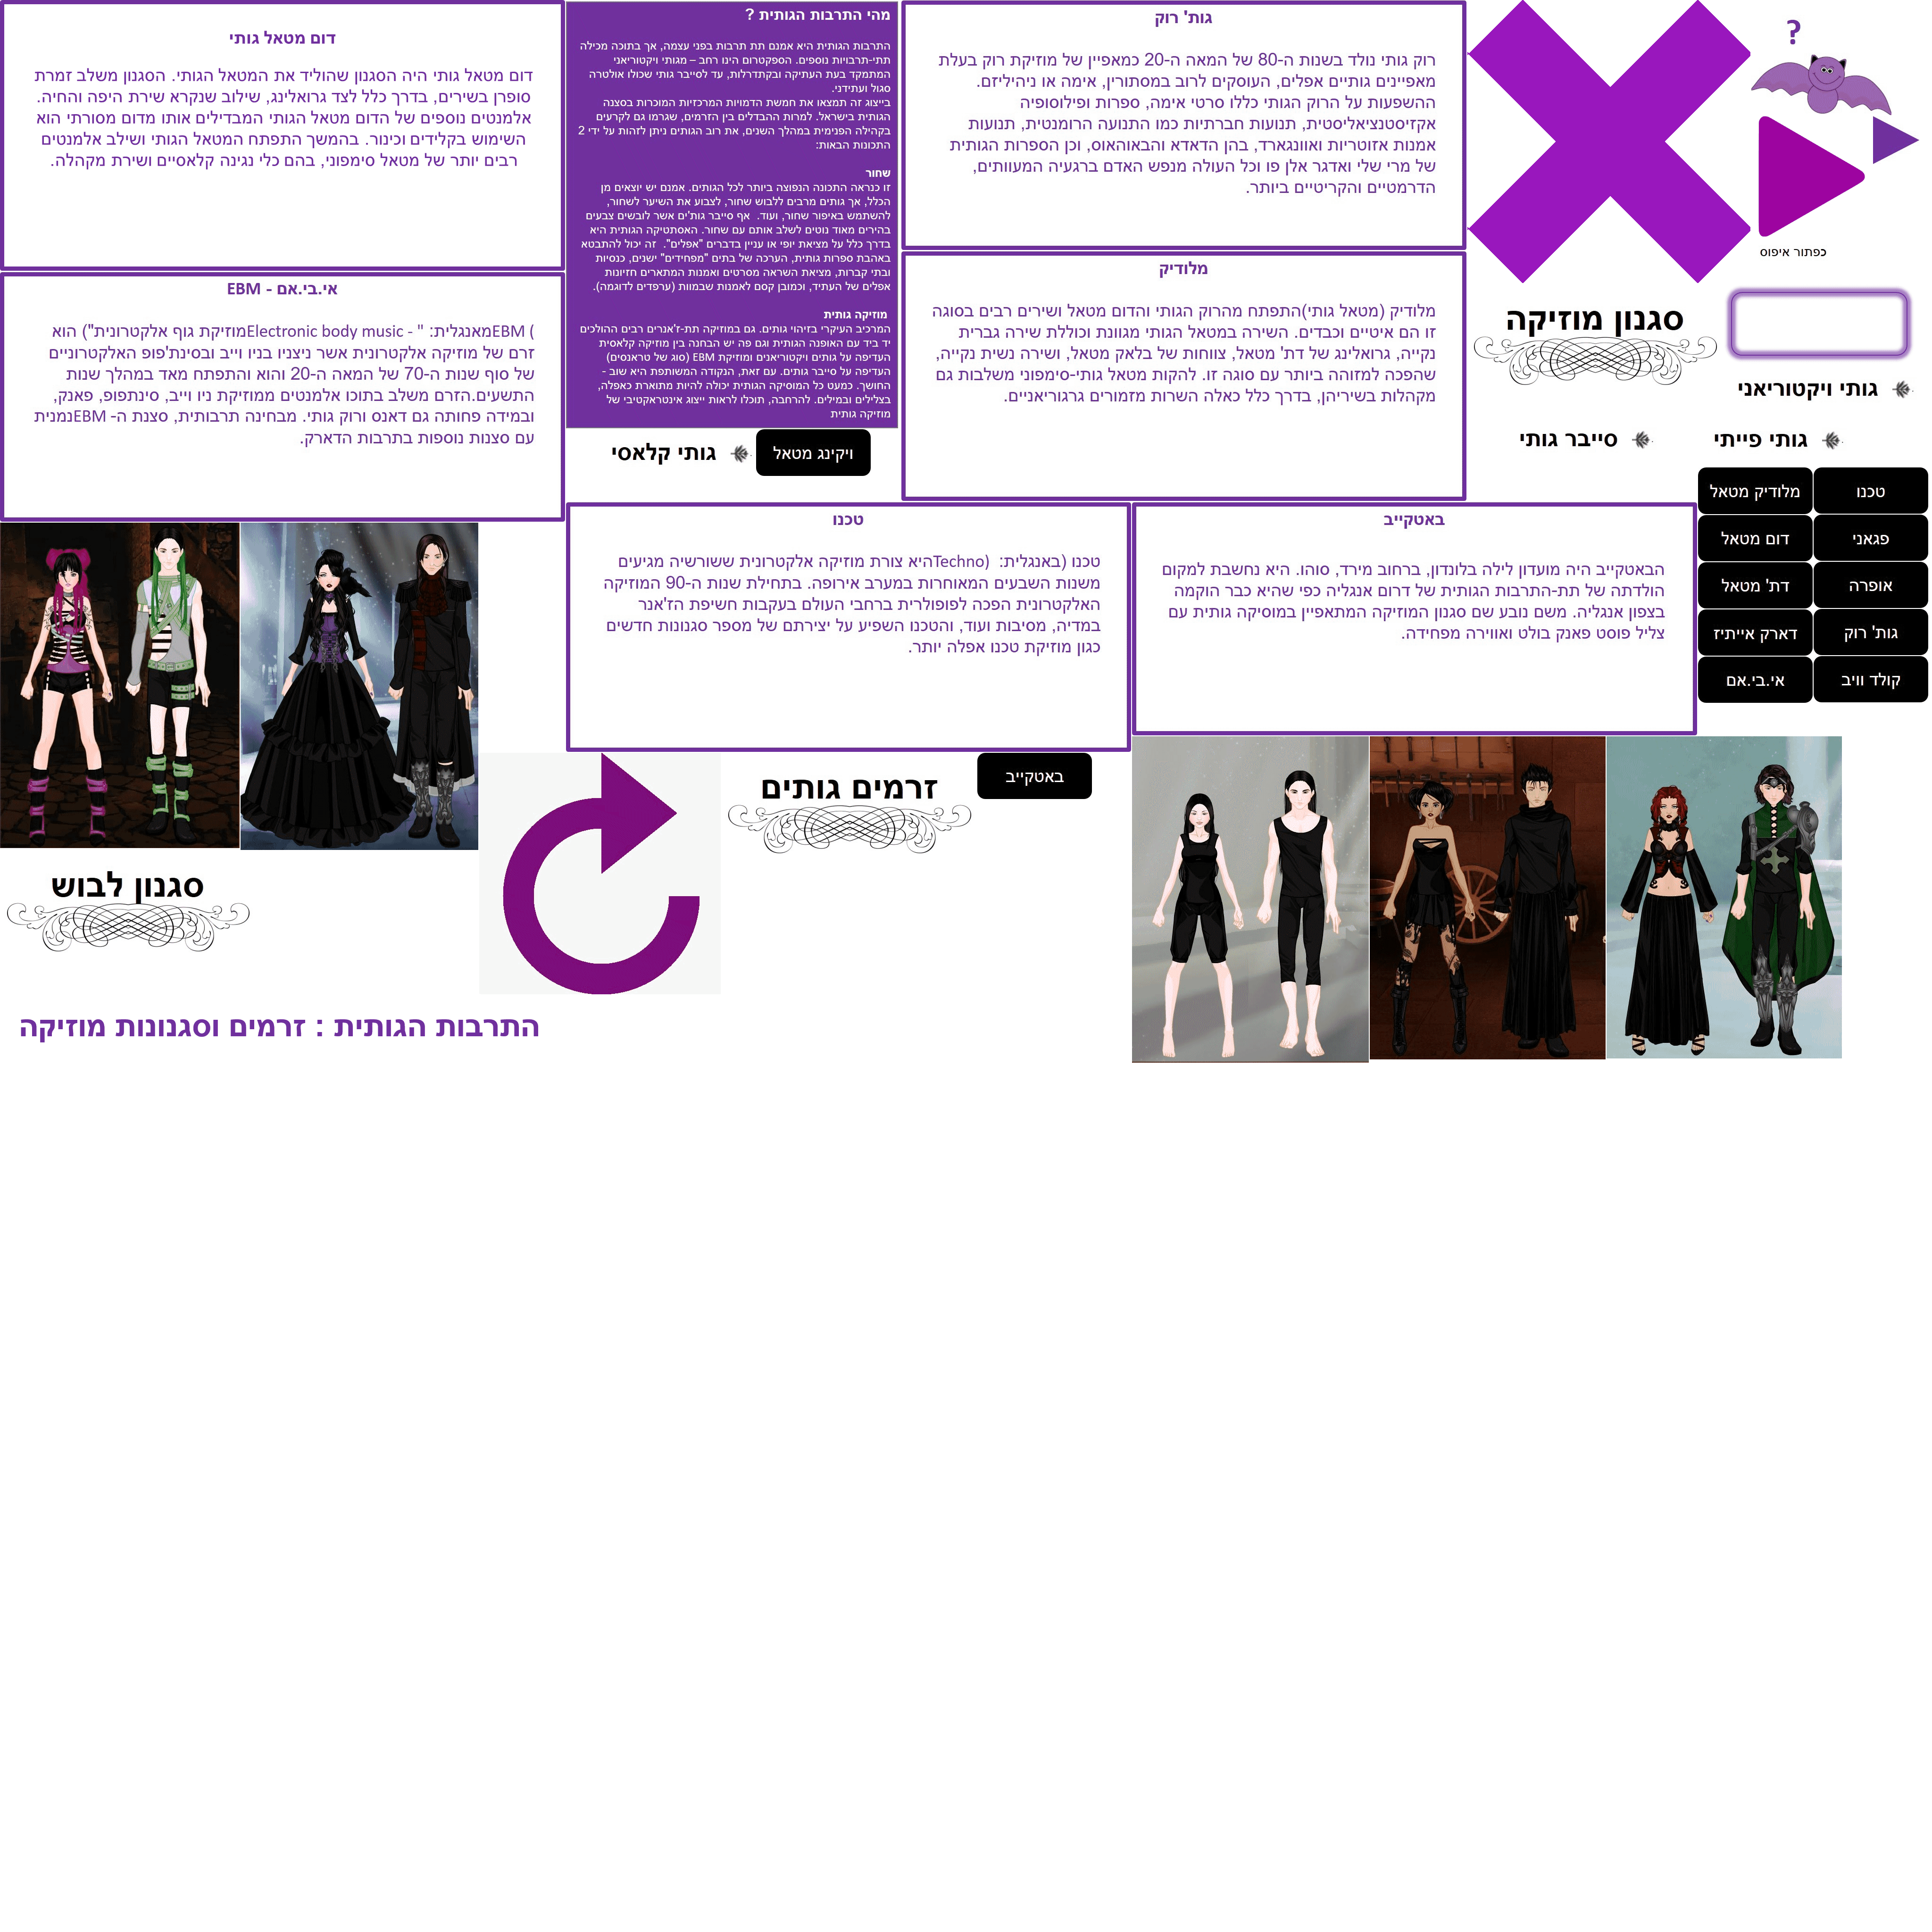 דום מטאל גותי
דום מטאל גותי היה הסגנון שהוליד את המטאל הגותי. הסגנון משלב זמרת
סופרן בשירים, בדרך כלל לצד גרואלינג, שילוב שנקרא שירת היפה והחיה.
אלמנטים נוספים של הדום מטאל הגותי המבדילים אותו מדום מסורתי הוא
השימוש בקלידים וכינור. בהמשך התפתח המטאל הגותי ושילב אלמנטים
רבים יותר של מטאל סימפוני, בהם כלי נגינה קלאסיים ושירת מקהלה.
מהי התרבות הגותית ?
התרבות הגותית היא אמנם תת תרבות בפני עצמה, אך בתוכה מכילה
תתי-תרבויות נוספים. הספקטרום הינו רחב – מגותי ויקטוריאני
המתמקד בעת העתיקה ובקתדרלות, עד לסייבר גותי שכולו אולטרה
סגול ועתידני.
בייצוג זה תמצאו את חמשת הדמויות המרכזיות המוכרות בסצנה
הגותית בישראל. למרות ההבדלים בין הזרמים, שגרמו גם לקרעים
בקהילה הפנימית במהלך השנים, את רוב הגותים ניתן לזהות על ידי 2
התכונות הבאות:
שחור
זו כנראה התכונה הנפוצה ביותר לכל הגותים. אמנם יש יוצאים מן
הכלל, אך גותים מרבים ללבוש שחור, לצבוע את השיער לשחור,
להשתמש באיפור שחור, ועוד. אף סייבר גות'ים אשר לובשים צבעים
בהירים מאוד נוטים לשלב אותם עם שחור. האסתטיקה הגותית היא
בדרך כלל על מציאת יופי או עניין בדברים "אפלים". זה יכול להתבטא
באהבת ספרות גותית, הערכה של בתים "מפחידים" ישנים, כנסיות
ובתי קברות, מציאת השראה מסרטים ואמנות המתארים חזיונות
אפלים של העתיד, וכמובן קסם לאמנות שבמוות (ערפדים לדוגמה).
מוזיקה גותית
המרכיב העיקרי בזיהוי גותים. גם במוזיקה תת-ז'אנרים רבים ההולכים
יד ביד עם האופנה הגותית וגם פה יש הבחנה בין מוזיקה קלאסית
העדיפה על גותים ויקטוריאנים ומוזיקת EBM (סוג של טראנסים)
העדיפה על סייבר גותים. עם זאת, הנקודה המשותפת היא שוב -
החושך. כמעט כל המוסיקה הגותית יכולה להיות מתוארת כאפלה,
בצלילים ובמילים. להרחבה, תוכלו לראות ייצוג אינטראקטיבי של
מוזיקה גותית
גות' רוק
רוק גותי נולד בשנות ה-80 של המאה ה-20 כמאפיין של מוזיקת רוק בעלת
מאפיינים גותיים אפלים, העוסקים לרוב במסתורין, אימה או ניהיליזם.
ההשפעות על הרוק הגותי כללו סרטי אימה, ספרות ופילוסופיה
אקזיסטנציאליסטית, תנועות חברתיות כמו התנועה הרומנטית, תנועות
אמנות אזוטריות ואוונגארד, בהן הדאדא והבאוהאוס, וכן הספרות הגותית
של מרי שלי ואדגר אלן פו וכל העולה מנפש האדם ברגעיה המעוותים,
הדרמטיים והקריטיים ביותר.
?
כפתור איפוס
מלודיק
מלודיק (מטאל גותי)התפתח מהרוק הגותי והדום מטאל ושירים רבים בסוגה
זו הם איטיים וכבדים. השירה במטאל הגותי מגוונת וכוללת שירה גברית
נקייה, גרואלינג של דת' מטאל, צווחות של בלאק מטאל, ושירה נשית נקייה,
שהפכה למזוהה ביותר עם סוגה זו. להקות מטאל גותי-סימפוני משלבות גם
מקהלות בשיריהן, בדרך כלל כאלה השרות מזמורים גרגוריאניים.
אי.בי.אם - EBM
) EBMמאנגלית: " - Electronic body musicמוזיקת גוף אלקטרונית") הוא
זרם של מוזיקה אלקטרונית אשר ניצניו בניו וייב ובסינת'פופ האלקטרוניים
של סוף שנות ה-70 של המאה ה-20 והוא והתפתח מאד במהלך שנות
התשעים.הזרם משלב בתוכו אלמנטים ממוזיקת ניו וייב, סינתפופ, פאנק,
ובמידה פחותה גם דאנס ורוק גותי. מבחינה תרבותית, סצנת ה- EBMנמנית
עם סצנות נוספות בתרבות הדארק.
סגנון מוזיקה
גותי ויקטוריאני
סייבר גותי
גותי פייתי
גותי קלאסי
ויקינג מטאל
טכנו
מלודיק מטאל
פגאני
דום מטאל
אופרה
דת' מטאל
גות' רוק
דארק אייתיז
קולד וויב
אי.בי.אם
טכנו
טכנו (באנגלית: (Technoהיא צורת מוזיקה אלקטרונית ששורשיה מגיעים
משנות השבעים המאוחרות במערב אירופה. בתחילת שנות ה-90 המוזיקה
האלקטרונית הפכה לפופולרית ברחבי העולם בעקבות חשיפת הז'אנר
במדיה, מסיבות ועוד, והטכנו השפיע על יצירתם של מספר סגנונות חדשים
כגון מוזיקת טכנו אפלה יותר.
באטקייב
הבאטקייב היה מועדון לילה בלונדון, ברחוב מירד, סוהו. היא נחשבת למקום
הולדתה של תת-התרבות הגותית של דרום אנגליה כפי שהיא כבר הוקמה
בצפון אנגליה. משם נובע שם סגנון המוזיקה המתאפיין במוסיקה גותית עם
צליל פוסט פאנק בולט ואווירה מפחידה.
זרמים גותים
באטקייב
סגנון לבוש
התרבות הגותית : זרמים וסגנונות מוזיקה